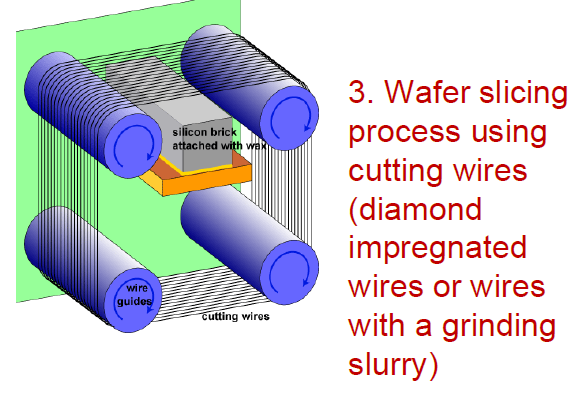 silicon brick
attached with wax
wire
guides
cutting wires
3. Wafer slicing
process using
cutting wires
(diamond
impregnated
wires or wires
with a grinding
slurry)